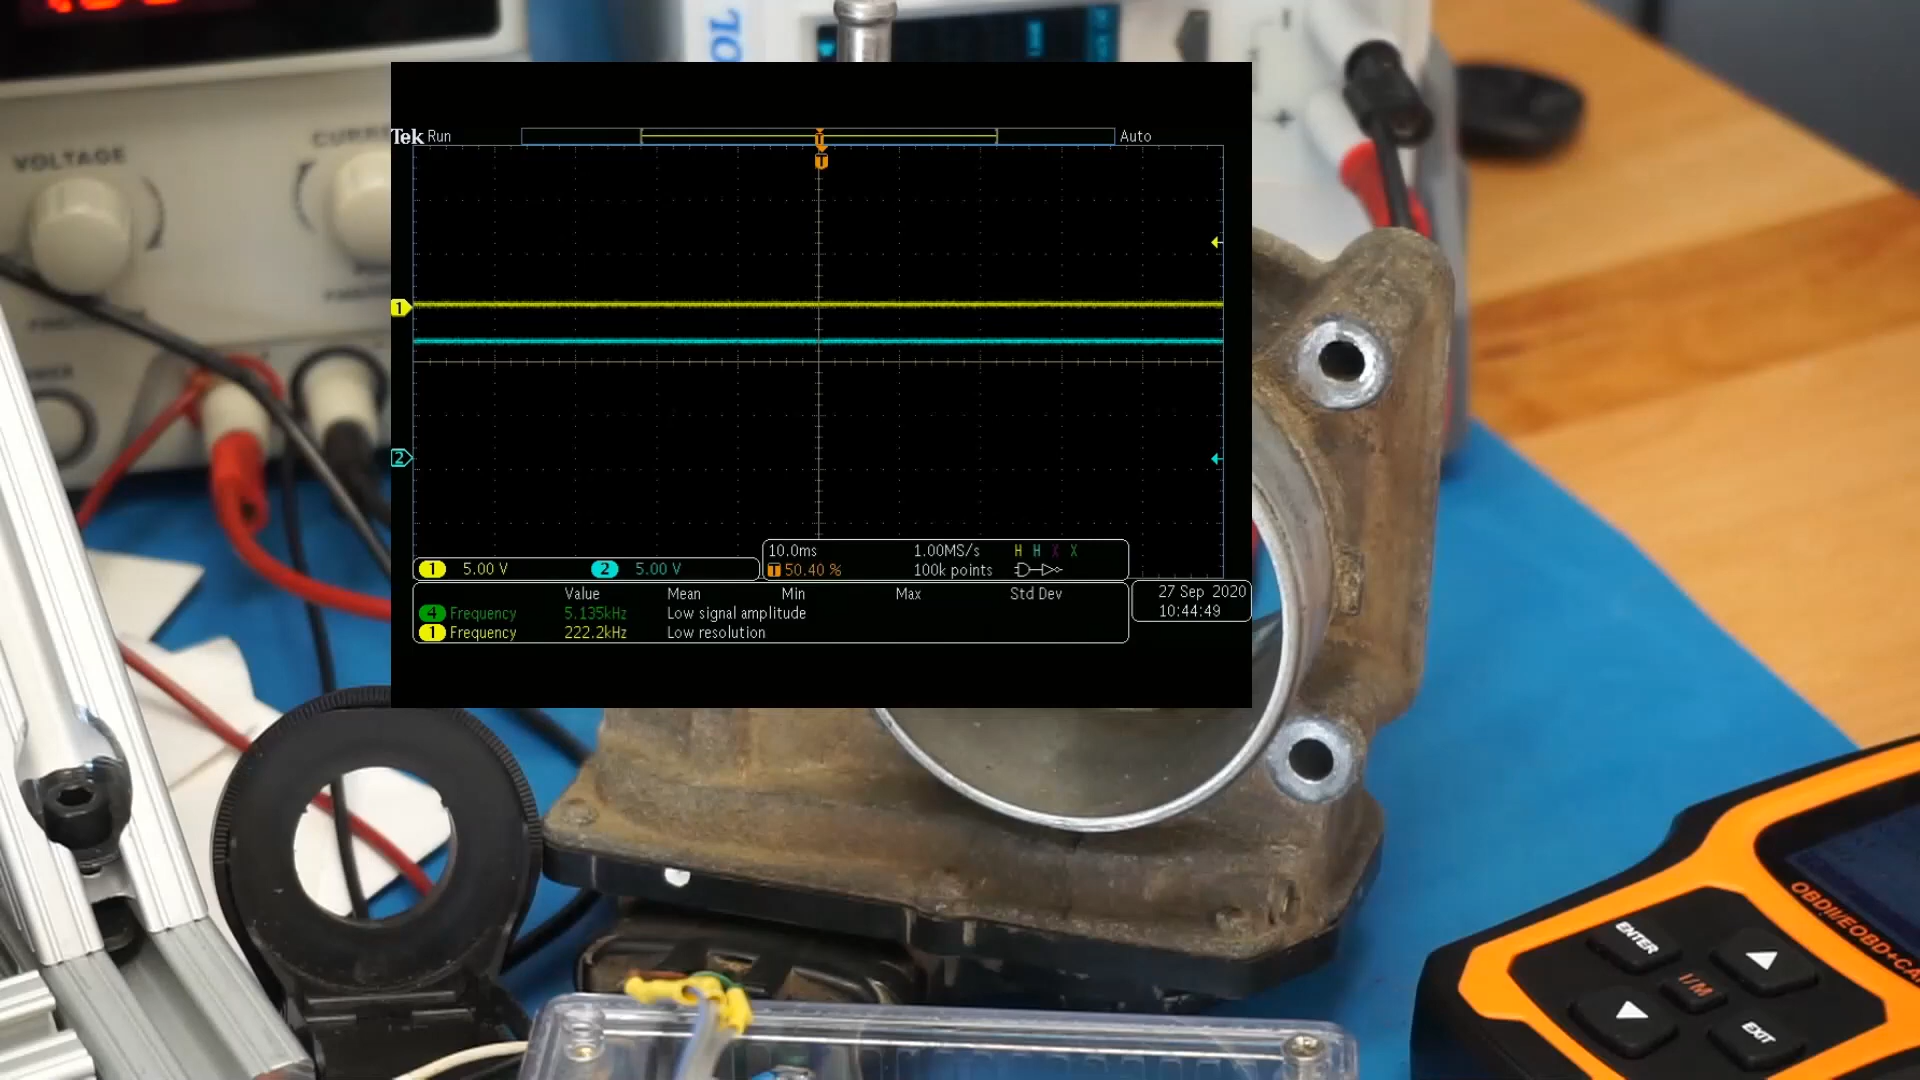 VOLTAGE
Tek Run
Auto
T
T
1
2
1 5.00 V 2 5.00 V
10.0ms 1.00MS/s H H X X
T 50.40 % 100k points
Value Mean Min Max Std Dev
4 Frequency 5.135kHz Low signal amplitude
1 Frequency 222.2kHz Low resolution
27 Sep 2020
10:44:49
ENTER
I/M
EXIT
OBDII/EOBD+CA